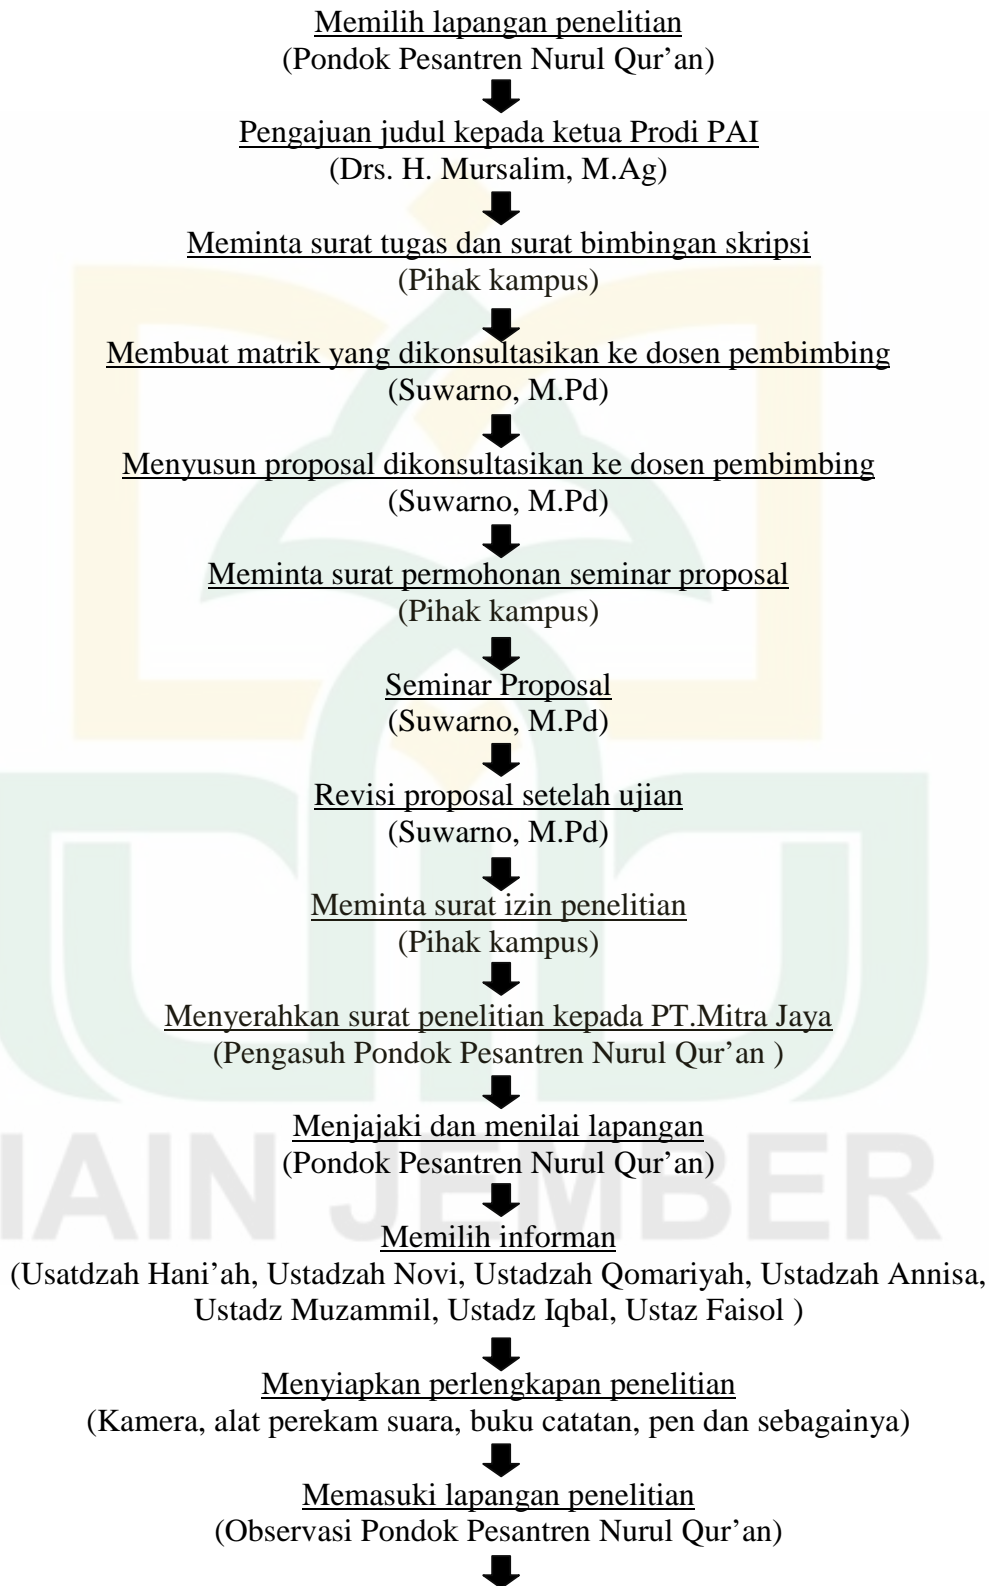 Memilih lapangan penelitian
(Pondok Pesantren Nurul Qur’an)
Pengajuan judul kepada ketua Prodi PAI
(Drs. H. Mursalim, M.Ag)
Meminta surat tugas dan surat bimbingan skripsi
(Pihak kampus)
Membuat matrik yang dikonsultasikan ke dosen pembimbing
(Suwarno, M.Pd)
Menyusun proposal dikonsultasikan ke dosen pembimbing
(Suwarno, M.Pd)
Meminta surat permohonan seminar proposal
(Pihak kampus)
Seminar Proposal
(Suwarno, M.Pd)
Revisi proposal setelah ujian
(Suwarno, M.Pd)
Meminta surat izin penelitian
(Pihak kampus)
Menyerahkan surat penelitian kepada PT.Mitra Jaya
(Pengasuh Pondok Pesantren Nurul Qur’an )
Menjajaki dan menilai lapangan
(Pondok Pesantren Nurul Qur’an)
IAIN JEMBER
Memilih informan
(Usatdzah Hani’ah, Ustadzah Novi, Ustadzah Qomariyah, Ustadzah Annisa,
Ustadz Muzammil, Ustadz Iqbal, Ustaz Faisol )
Menyiapkan perlengkapan penelitian
(Kamera, alat perekam suara, buku catatan, pen dan sebagainya)
Memasuki lapangan penelitian
(Observasi Pondok Pesantren Nurul Qur’an)